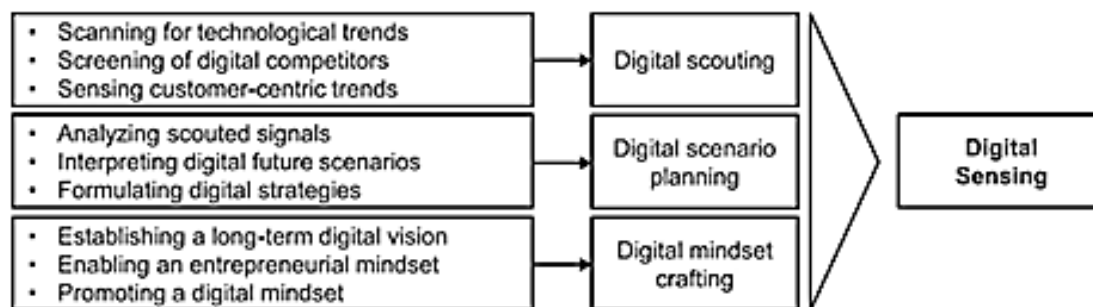 • Scanning for technological trends
• Screening of digital competitors
• Sensing customer-centric trends
Digital scouting
• Analyzing scouted signals
• Interpreting digital future scenarios
• Formulating digital strategies
Digital scenario
planning
• Establishing a long-term digital vision
• Enabling an entrepreneurial mindset
• Promoting a digital mindset
Digital mindset
crafting
Digital
Sensing